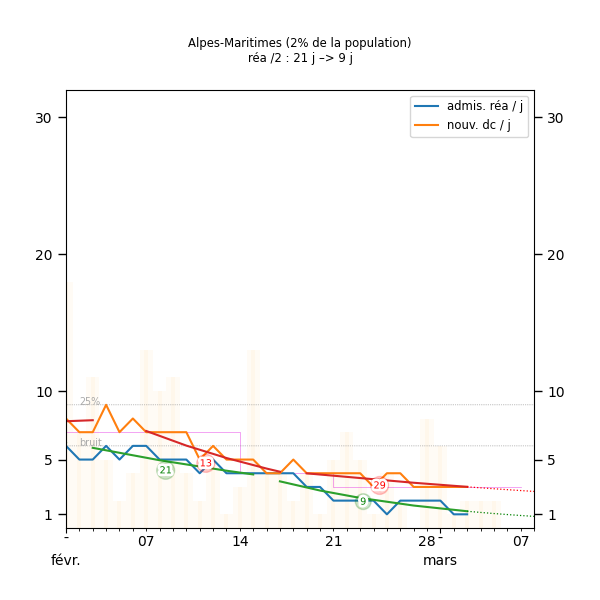 Alpes-Maritimes (2% de la population)
réa /2 : 21 j –> 9 j
admis. réa / j
nouv. dc / j
30
30
20
20
10
10
25%
bruit
5
5
21
13
29
9
1
1
07
14
21
28
07
févr.
mars